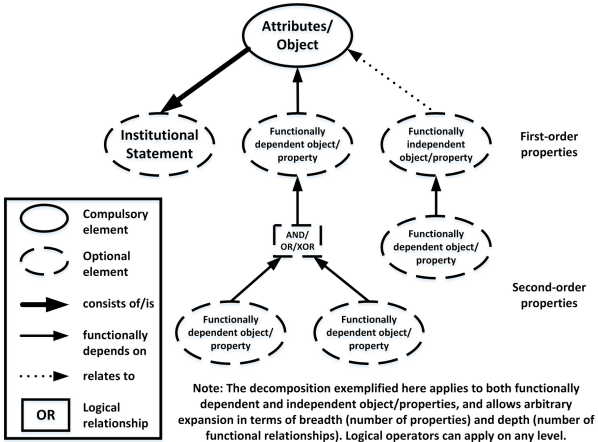 Attributes/
Object
Institutional
Statement
Functionally
dependent object/
property
Functionally
independent
object/property
First-order
properties
AND/
OR/XOR
Functionally
dependent object/
property
Second-order
properties
Functionally
dependent object/
property
Functionally
dependent object/
property
Compulsory
element
Optional
element
consists of/is
functionally
depends on
relates to
OR
Logical
relationship
Note: The decomposition exemplified here applies to both functionally
dependent and independent object/properties, and allows arbitrary
expansion in terms of breadth (number of properties) and depth (number of
functional relationships). Logical operators can apply on any level.